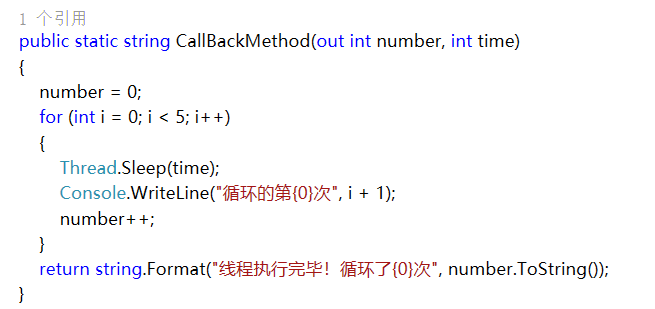 1 个引用
public static string CallBackMethod(out int number, int time)
{
number = 0;
for (int i = 0; i < 5; i++)
{
Thread.Sleep(time);
Console.WriteLine("循环的第{0}次", i + 1);
number++;
}
return string.Format("线程执行完毕！循环了{0}次", number.ToString());
}